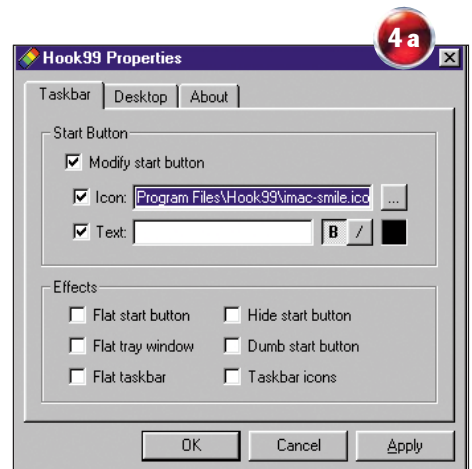 4a
Hook99 Properties
Taskbar Desktop About
Start Button
Modify start button
Icon: Program Files\Hook99\imac-smile.ico ...
Text: B /
Effects
Flat start button Hide start button
Flat tray window Dumb start button
Flat taskbar Taskbar icons
OK Cancel Apply